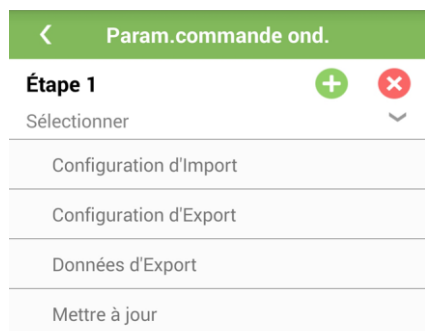 Param.commande ond.
Étape 1
Sélectionner
Configuration d'Import
Configuration d'Export
Données d'Export
Mettre à jour